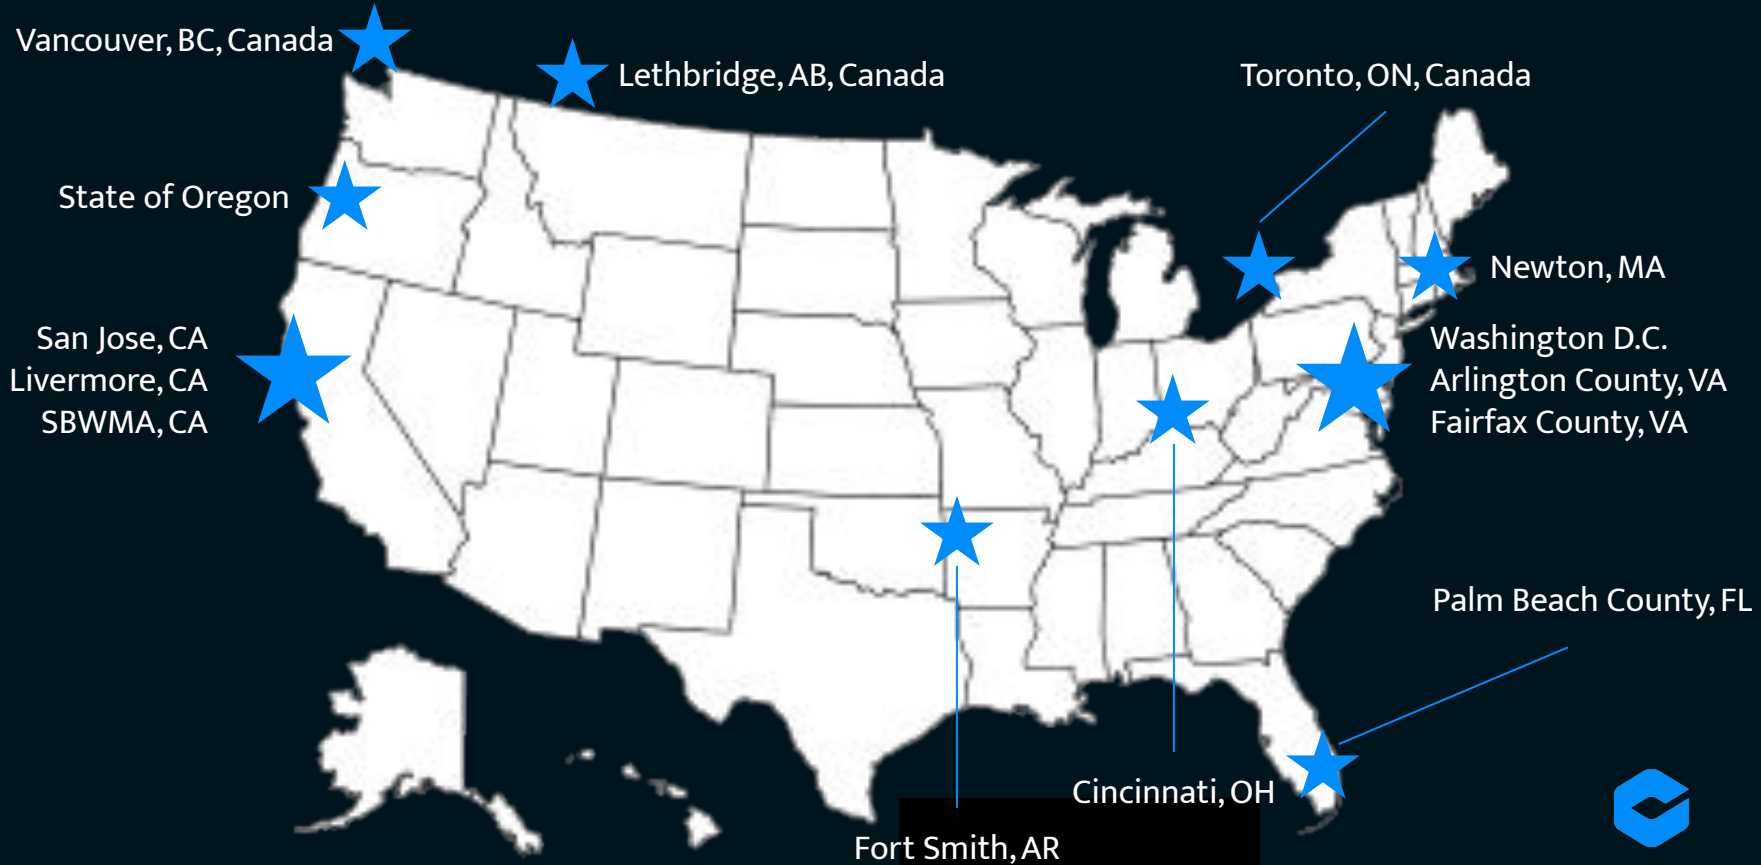 Vancouver, BC, Canada
Lethbridge, AB, Canada
Toronto, ON, Canada
State of Oregon
Newton, MA
San Jose, CA
Livermore, CA
SBWMA, CA
Washington D.C.
Arlington County, VA
Fairfax County, VA
Palm Beach County, FL
Cincinnati, OH
Fort Smith, AR